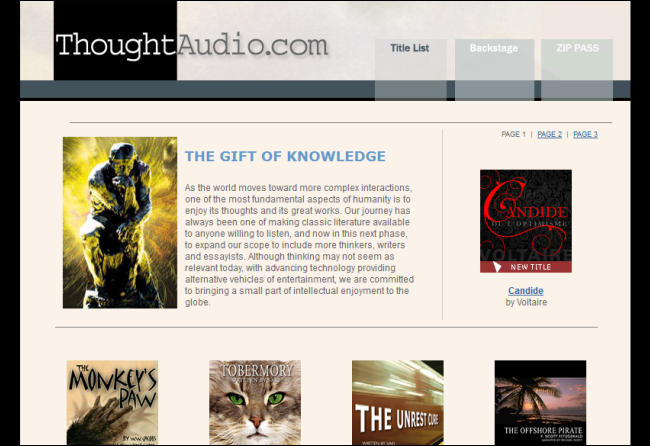 ThoughtAudio.com
Title List
Backstage
ZIP PASS
PAGE 1 | PAGE 2 | PAGE 3
THE GIFT OF KNOWLEDGE
As the world moves toward more complex interactions,
one of the most fundamental aspects of humanity is to
enjoy its thoughts and its great works. Our journey has
always been one of making classic literature available
to anyone willing to listen, and now in this next phase,
to expand our scope to include more thinkers, writers
and essayists. Although thinking may not seem as
relevant today, with advancing technology providing
alternative vehicles of entertainment, we are committed
to bringing a small part of intellectual enjoyment to the
globe.
CANDIDE
OU L'OPTIMISME
VOLTAIRE
NEW TITLE
Candide
by Voltaire
THE
MONKEY'S
PAW
BY W.W. JACOBS
TOBERMORY
WRITTEN BY SAKI
THE UNREST CURE
WRITTEN BY SAKI
THE OFFSHORE PIRATE
F. SCOTT FITZGERALD